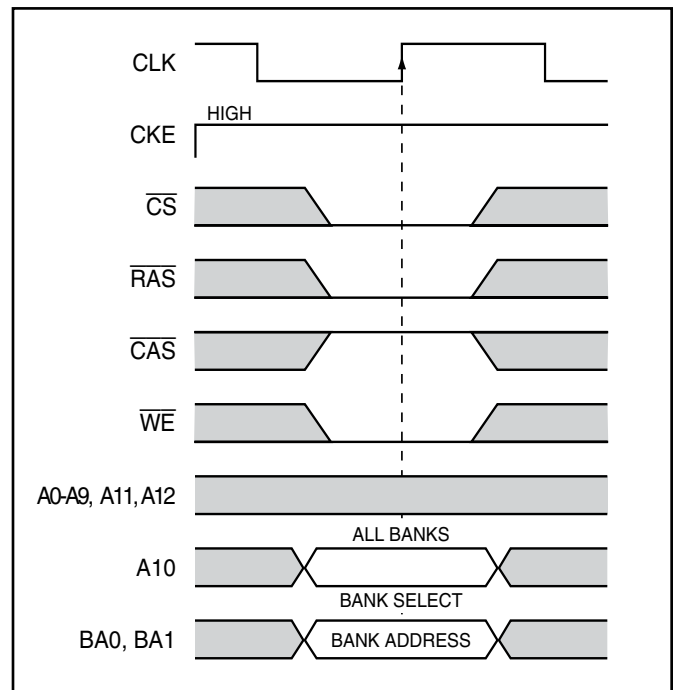 CLK
HIGH
CKE
CS
RAS
CAS
WE
A0-A9, A11, A12
ALL BANKS
A10
BANK SELECT
BA0, BA1
BANK ADDRESS